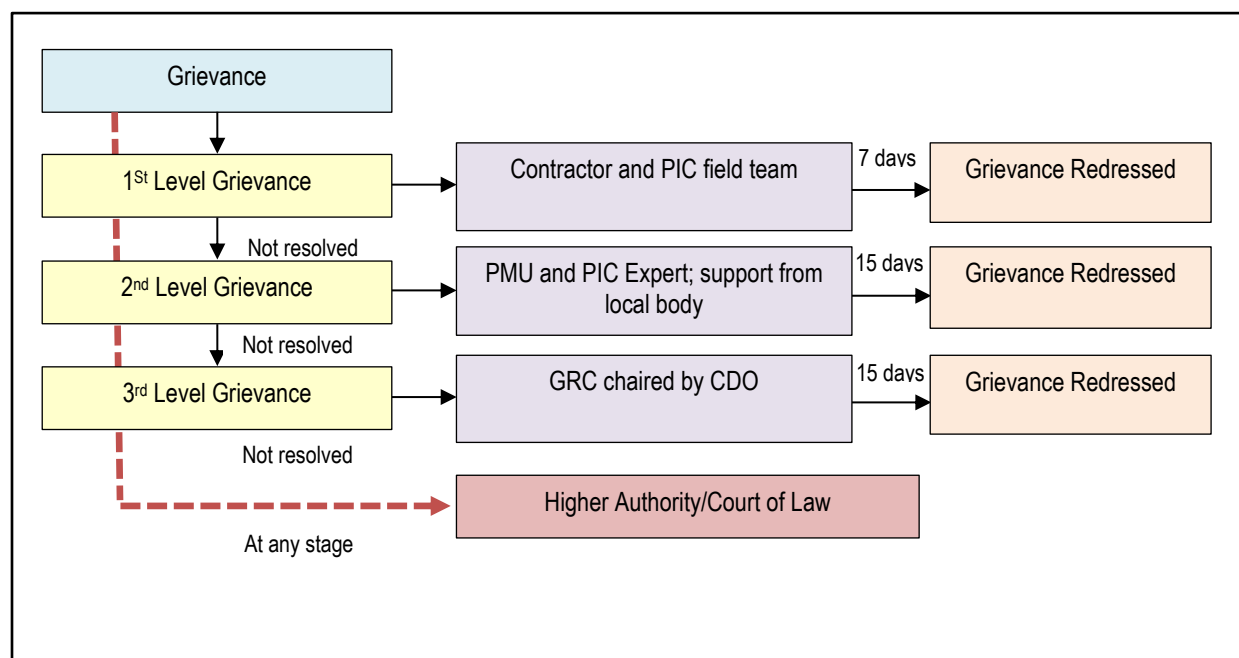 Grievance
1St Level Grievance
Contractor and PIC field team
7 days
Grievance Redressed
Not resolved
2nd Level Grievance
PMU and PIC Expert; support from
local body
15 days
Grievance Redressed
Not resolved
3rd Level Grievance
GRC chaired by CDO
15 days
Grievance Redressed
Not resolved
Higher Authority/Court of Law
At any stage